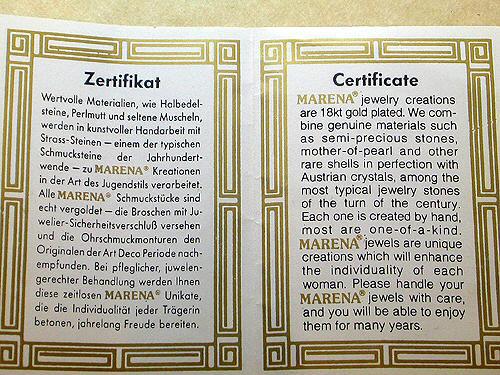 Zertifikat
Wertvolle Materialien, wie Halbedel-
steine, Perlmutt und seltene Muscheln,
werden in kunstvoller Handarbeit mit
Strass-Steinen — einem der typischen
Schmucksteine der Jahrhundert-
wende — zu MARENA® Kreationen
in der Art des Jugendstils verarbeitet.
Alle MARENA® Schmuckstücke sind
echt vergoldet — die Broschen mit Ju-
welier-Sicherheitsverschluß versehen
und die Ohrschmuckmonturen den
Originalen der Art Deco Periode nach-
empfunden. Bei pfleglicher, juwelen-
gerechter Behandlung werden Ihnen
diese zeitlosen MARENA® Unikate,
die die Individualität jeder Trägerin
betonen, jahrelang Freude bereiten.
Certificate
MARENA® jewelry creations
are 18kt gold plated. We com-
bine genuine materials such
as semi-precious stones,
mother-of-pearl and other
rare shells in perfection with
Austrian crystals, among the
most typical jewelry stones
of the turn of the century.
Each one is created by hand,
most are one-of-a-kind.
MARENA® jewels are unique
creations which will enhance
the individuality of each
woman. Please handle your
MARENA® jewels with care,
and you will be able to enjoy
them for many years.